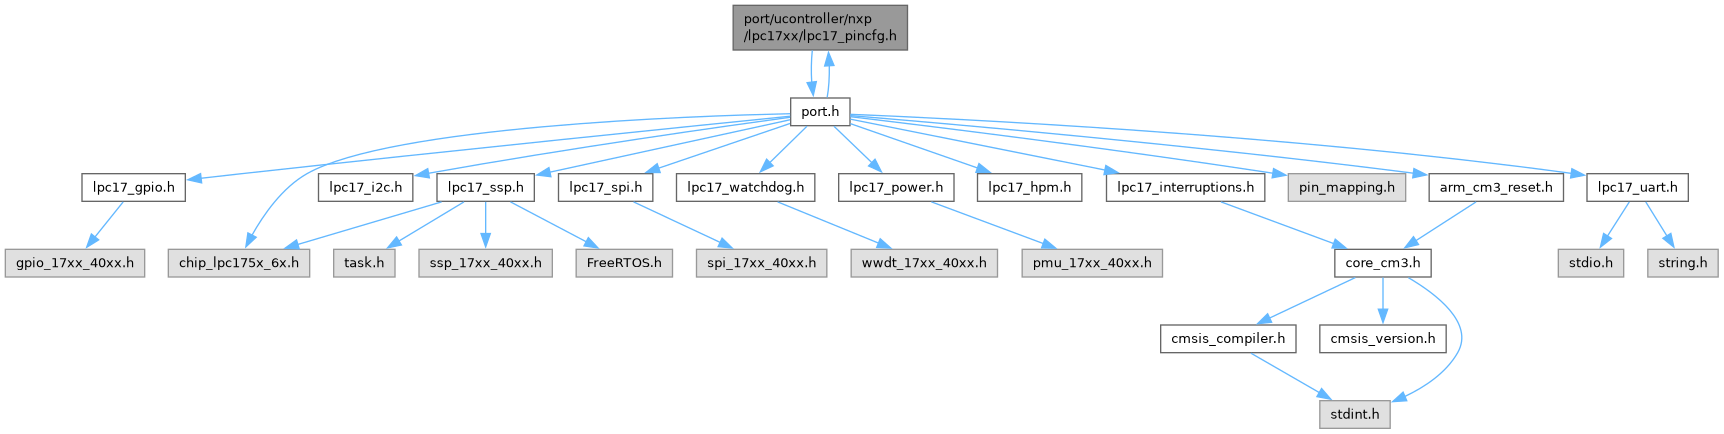 port/ucontroller/nxp
/lpc17xx/lpc17_pincfg.h
port.h
lpc17_gpio.h
lpc17_i2c.h
lpc17_ssp.h
lpc17_spi.h
lpc17_watchdog.h
lpc17_power.h
lpc17_hpm.h
lpc17_interruptions.h
pin_mapping.h
arm_cm3_reset.h
lpc17_uart.h
gpio_17xx_40xx.h
chip_lpc175x_6x.h
task.h
ssp_17xx_40xx.h
FreeRTOS.h
spi_17xx_40xx.h
wwdt_17xx_40xx.h
pmu_17xx_40xx.h
core_cm3.h
stdio.h
string.h
cmsis_compiler.h
cmsis_version.h
stdint.h